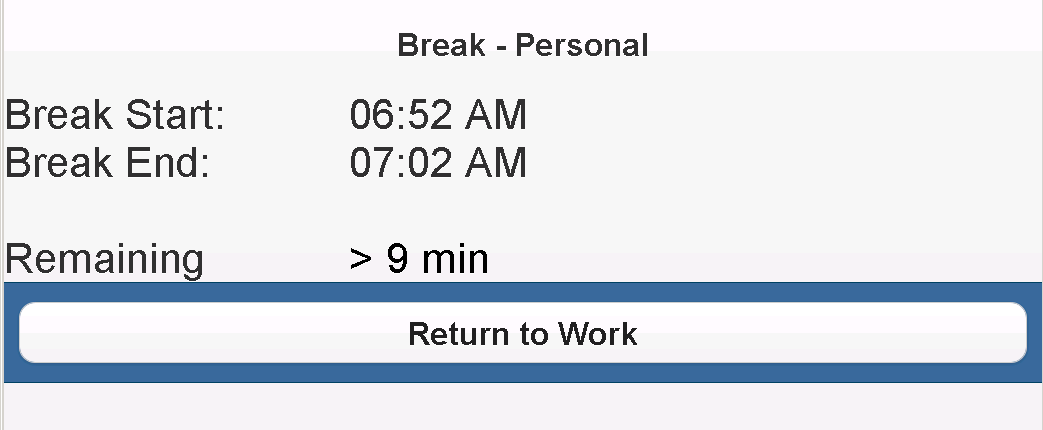 Break - Personal
Break Start: 06:52 AM
Break End: 07:02 AM
Remaining > 9 min
Return to Work